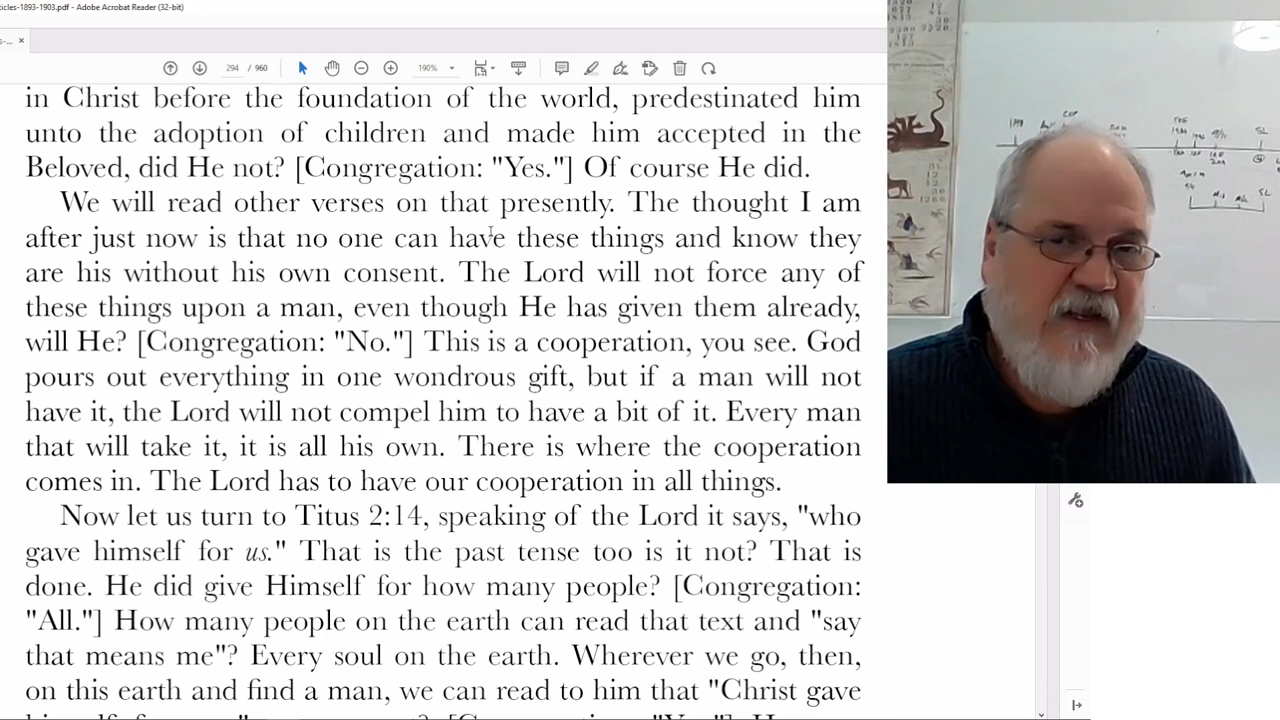 icles-1893-1903.pdf - Adobe Acrobat Reader (32-bit)
s-... ×
294 / 960
190%
in Christ before the foundation of the world, predestinated him
unto the adoption of children and made him accepted in the
Beloved, did He not? [Congregation: "Yes."] Of course He did.
We will read other verses on that presently. The thought I am
after just now is that no one can have these things and know they
are his without his own consent. The Lord will not force any of
these things upon a man, even though He has given them already,
will He? [Congregation: "No."] This is a cooperation, you see. God
pours out everything in one wondrous gift, but if a man will not
have it, the Lord will not compel him to have a bit of it. Every man
that will take it, it is all his own. There is where the cooperation
comes in. The Lord has to have our cooperation in all things.
Now let us turn to Titus 2:14, speaking of the Lord it says, "who
gave himself for us." That is the past tense too is it not? That is
done. He did give Himself for how many people? [Congregation:
"All."] How many people on the earth can read that text and "say
that means me"? Every soul on the earth. Wherever we go, then,
on this earth and find a man, we can read to him that "Christ gave
1798
SL
SL
1260